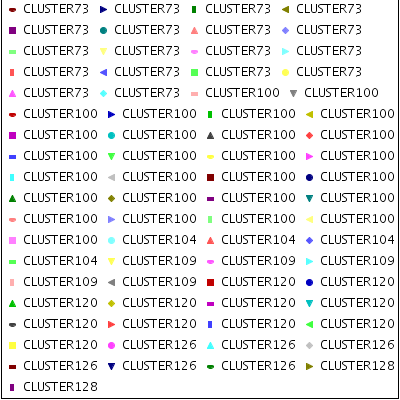 CLUSTER73 CLUSTER73 CLUSTER73 CLUSTER73
CLUSTER73 CLUSTER73 CLUSTER73 CLUSTER73
CLUSTER73 CLUSTER73 CLUSTER73 CLUSTER73
CLUSTER73 CLUSTER73 CLUSTER73 CLUSTER73
CLUSTER73 CLUSTER73 CLUSTER100 CLUSTER100
CLUSTER100 CLUSTER100 CLUSTER100 CLUSTER100
CLUSTER100 CLUSTER100 CLUSTER100 CLUSTER100
CLUSTER100 CLUSTER100 CLUSTER100 CLUSTER100
CLUSTER100 CLUSTER100 CLUSTER100 CLUSTER100
CLUSTER100 CLUSTER100 CLUSTER100 CLUSTER100
CLUSTER100 CLUSTER100 CLUSTER100 CLUSTER100
CLUSTER100 CLUSTER104 CLUSTER104 CLUSTER104
CLUSTER104 CLUSTER109 CLUSTER109 CLUSTER109
CLUSTER109 CLUSTER109 CLUSTER120 CLUSTER120
CLUSTER120 CLUSTER120 CLUSTER120 CLUSTER120
CLUSTER120 CLUSTER120 CLUSTER120 CLUSTER120
CLUSTER120 CLUSTER126 CLUSTER126 CLUSTER126
CLUSTER126 CLUSTER126 CLUSTER126 CLUSTER128
CLUSTER128